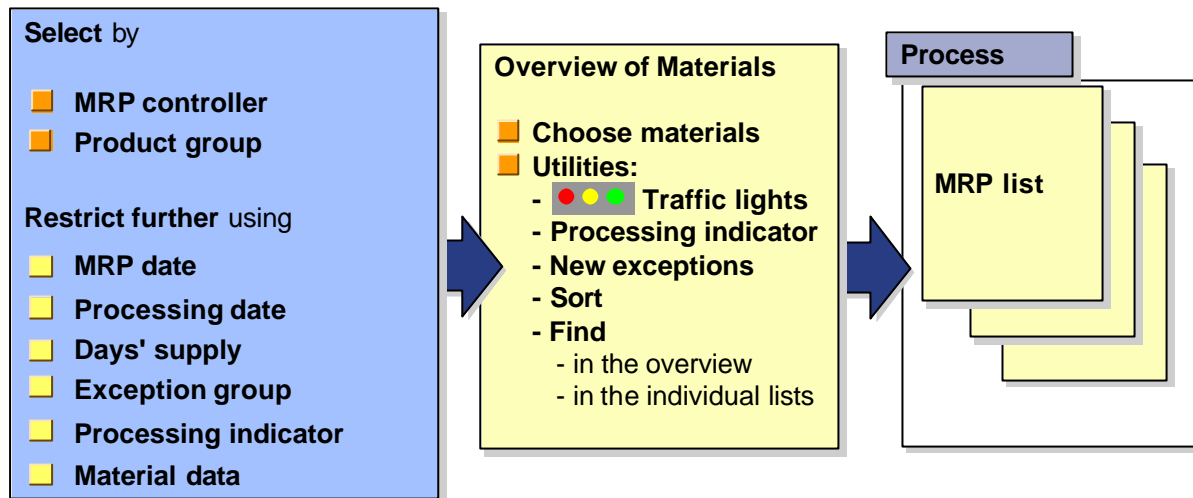 Select by
MRP controller
Product group
Restrict further using
MRP date
Processing date
Days' supply
Exception group
Processing indicator
Material data
Overview of Materials
Choose materials
Utilities:
- Traffic lights
- Processing indicator
- New exceptions
- Sort
- Find
- in the overview
- in the individual lists
Process
MRP list